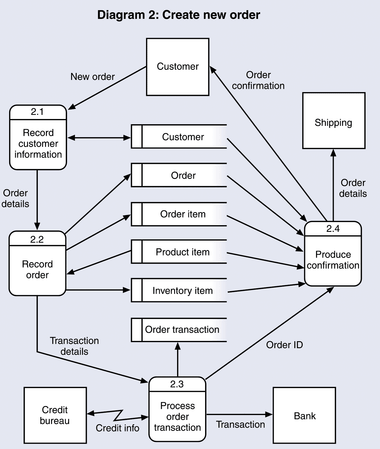 Diagram 2: Create new order
Customer
New order
Order
confirmation
Shipping
2.1
Record
customer
information
Customer
Order
details
Order
Order
details
Order item
2.4
Produce
confirmation
2.2
Record
order
Product item
Inventory item
Order transaction
Transaction
details
Order ID
2.3
Process
order
transaction
Credit
bureau
Credit info
Transaction
Bank